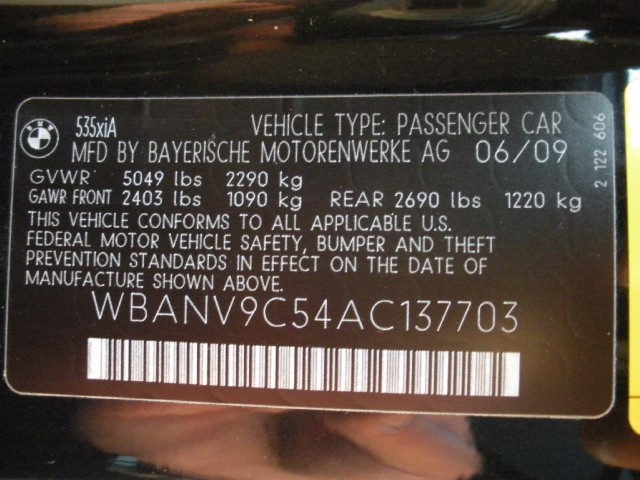 BMW
535xiA VEHICLE TYPE: PASSENGER CAR
MFD BY BAYERISCHE MOTORENWERKE AG 06/09
GVWR 5049 lbs 2290 kg
GAWR FRONT 2403 lbs 1090 kg REAR 2690 lbs 1220 kg
THIS VEHICLE CONFORMS TO ALL APPLICABLE U.S.
FEDERAL MOTOR VEHICLE SAFETY, BUMPER AND THEFT
PREVENTION STANDARDS IN EFFECT ON THE DATE OF
MANUFACTURE SHOWN ABOVE.
WBANV9C54AC137703
2 122 606